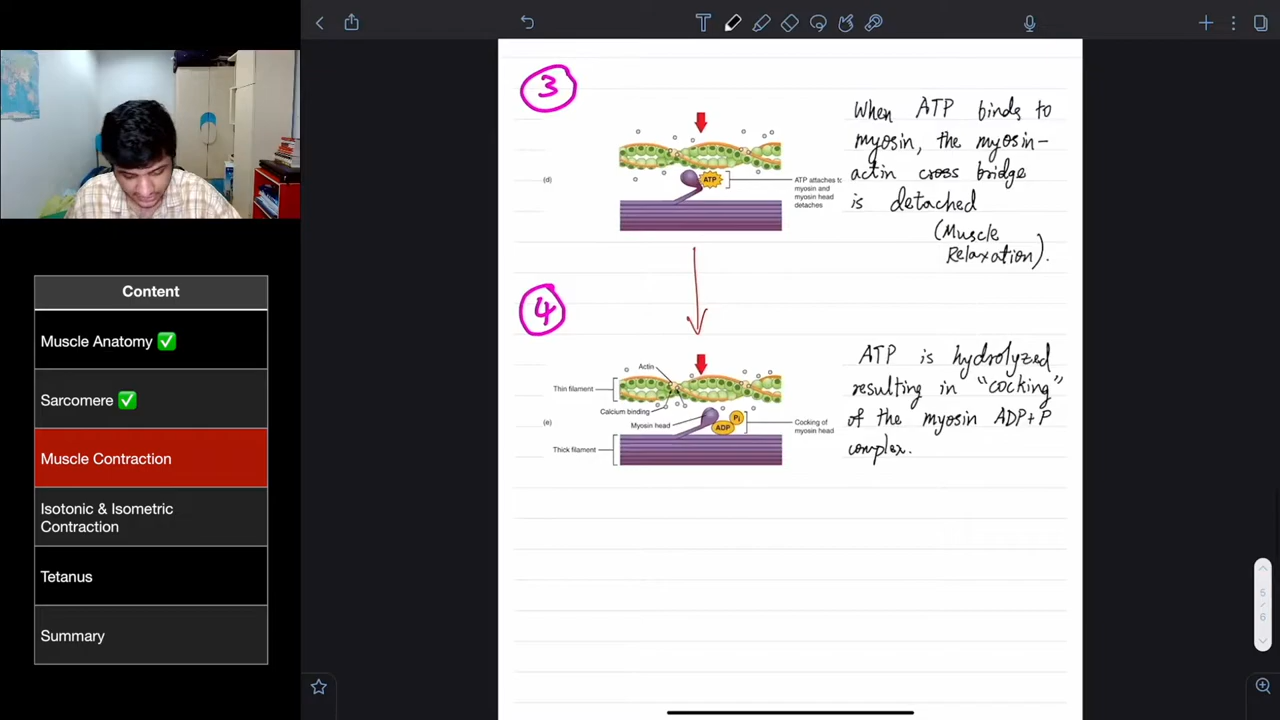 Content
Muscle Anatomy ✅
Sarcomere ✅
Muscle Contraction
Isotonic & Isometric
Contraction
Tetanus
Summary
3
(d)
ATP
ATP attaches to
myosin and
myosin head
detaches
When ATP binds to
myosin, the myosin-
actin cross bridge
is detached
(Muscle
Relaxation).
4
(e)
Actin
Thin filament
Calcium binding
Myosin head
Thick filament
Pi
ADP
Cocking of
myosin head
ATP is hydrolyzed
resulting in "cocking"
of the myosin ADP+P
complex.
5
/
6